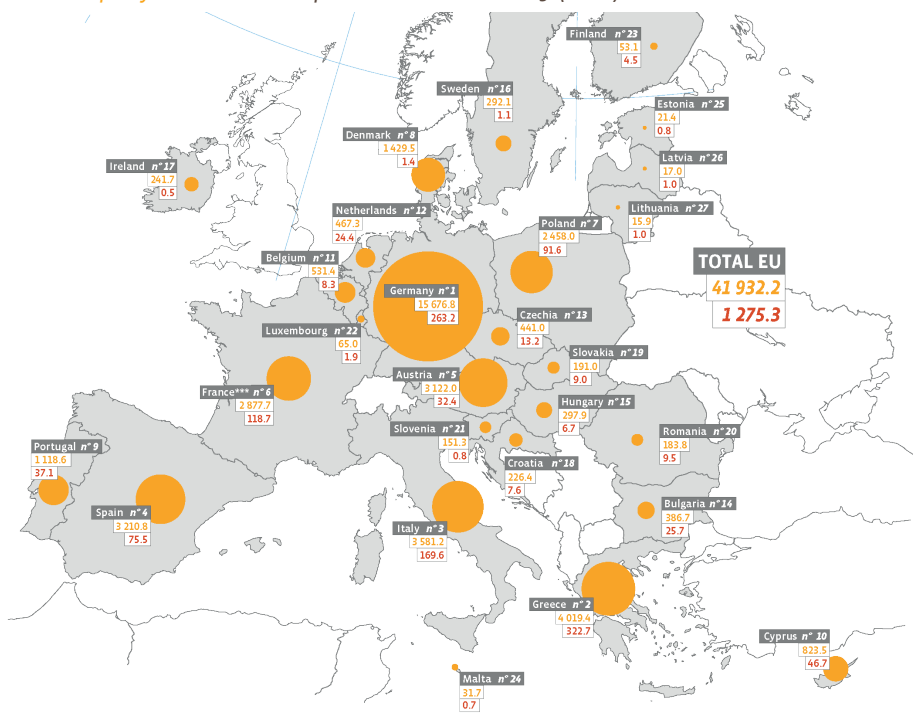 Finland n°23
53.1
4.5
Sweden n°16
292.1
1.1
Estonia n°25
21.4
0.8
Denmark n°8
1 429.5
1.4
Latvia n°26
17.0
1.0
Ireland n°17
241.7
0.5
Lithuania n°27
15.9
1.0
Netherlands n°12
467.3
24.4
Poland n°7
2 458.0
91.6
Belgium n°11
531.4
8.3
TOTAL EU
41 932.2
1 275.3
Germany n°1
15 676.8
263.2
Czechia n°13
441.0
13.2
Luxembourg n°22
65.0
1.9
Slovakia n°19
191.0
9.0
Austria n°5
3 122.0
32.4
France*** n°6
2 877.7
118.7
Hungary n°15
297.9
6.7
Slovenia n°21
151.3
0.8
Romania n°20
183.8
9.5
Portugal n°9
1 118.6
37.1
Croatia n°18
226.4
7.6
Bulgaria n°14
386.7
25.7
Spain n°4
3 210.8
75.5
Italy n°3
3 581.2
169.6
Greece n°2
4 019.4
322.7
Cyprus n° 10
823.5
46.7
Malta n°24
31.7
0.7